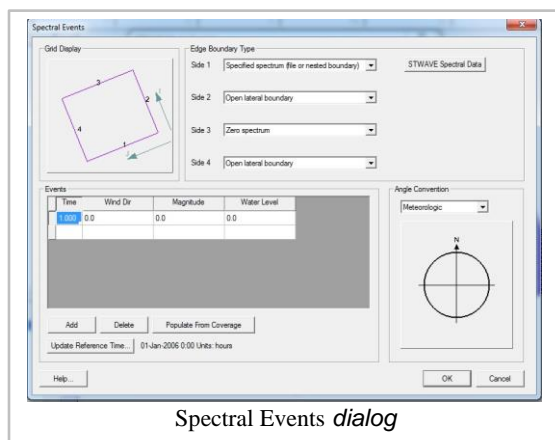 Spectral Events
Grid Display
3
2
4
1
Edge Boundary Type
Side 1 Specified spectrum (file or nested boundary)
Side 2 Open lateral boundary
Side 3 Zero spectrum
Side 4 Open lateral boundary
STWAVE Spectral Data
Events
Time Wind Dir Magnitude Water Level
1.000 0.0 0.0 0.0
Add Delete Populate From Coverage
Update Reference Time... 01-Jan-2006 0:00 Units: hours
Angle Convention
Meteorologic
N
Help... OK Cancel
Spectral Events dialog